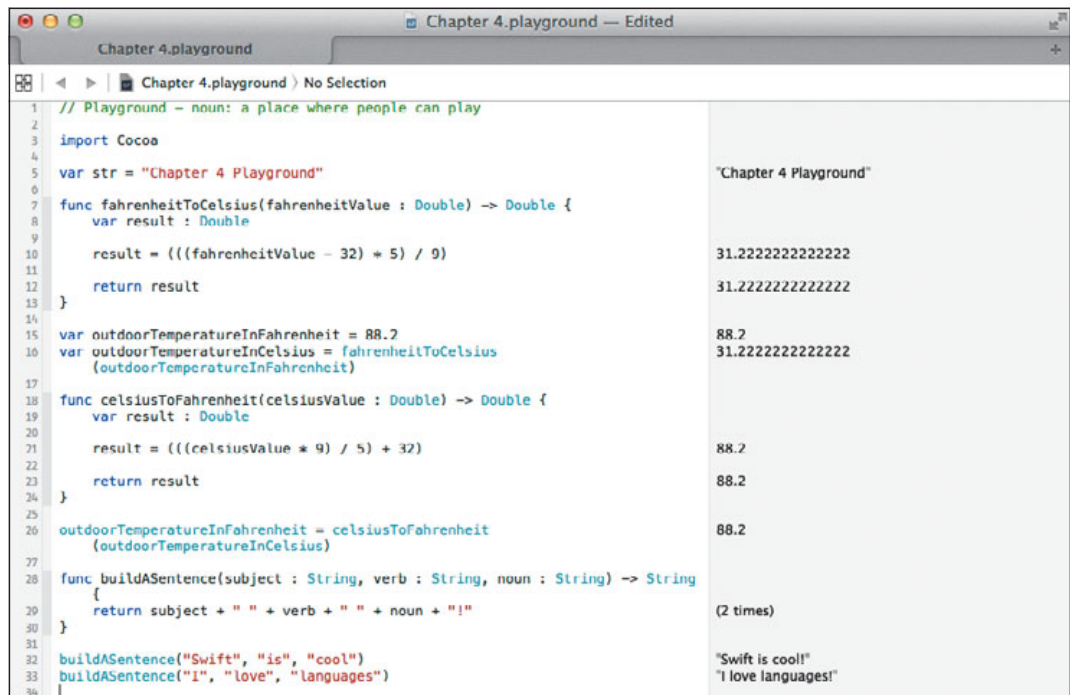 Chapter 4.playground — Edited
Chapter 4.playground
Chapter 4.playground 〉 No Selection
1 // Playground – noun: a place where people can play
2
3 import Cocoa
4
5 var str = "Chapter 4 Playground" "Chapter 4 Playground"
6
7 func fahrenheitToCelsius(fahrenheitValue : Double) -> Double {
8 var result : Double
9
10 result = (((fahrenheitValue - 32) * 5) / 9) 31.2222222222222
11
12 return result 31.2222222222222
13 }
14
15 var outdoorTemperatureInFahrenheit = 88.2 88.2
16 var outdoorTemperatureInCelsius = fahrenheitToCelsius 31.2222222222222
(outdoorTemperatureInFahrenheit)
17
18 func celsiusToFahrenheit(celsiusValue : Double) -> Double {
19 var result : Double
20
21 result = (((celsiusValue * 9) / 5) + 32) 88.2
22
23 return result 88.2
24 }
25
26 outdoorTemperatureInFahrenheit = celsiusToFahrenheit 88.2
(outdoorTemperatureInCelsius)
27
28 func buildASentence(subject : String, verb : String, noun : String) -> String
{
29 return subject + " " + verb + " " + noun + "!" (2 times)
30 }
31
32 buildASentence("Swift", "is", "cool") "Swift is cool!"
33 buildASentence("I", "love", "languages") "I love languages!"
34